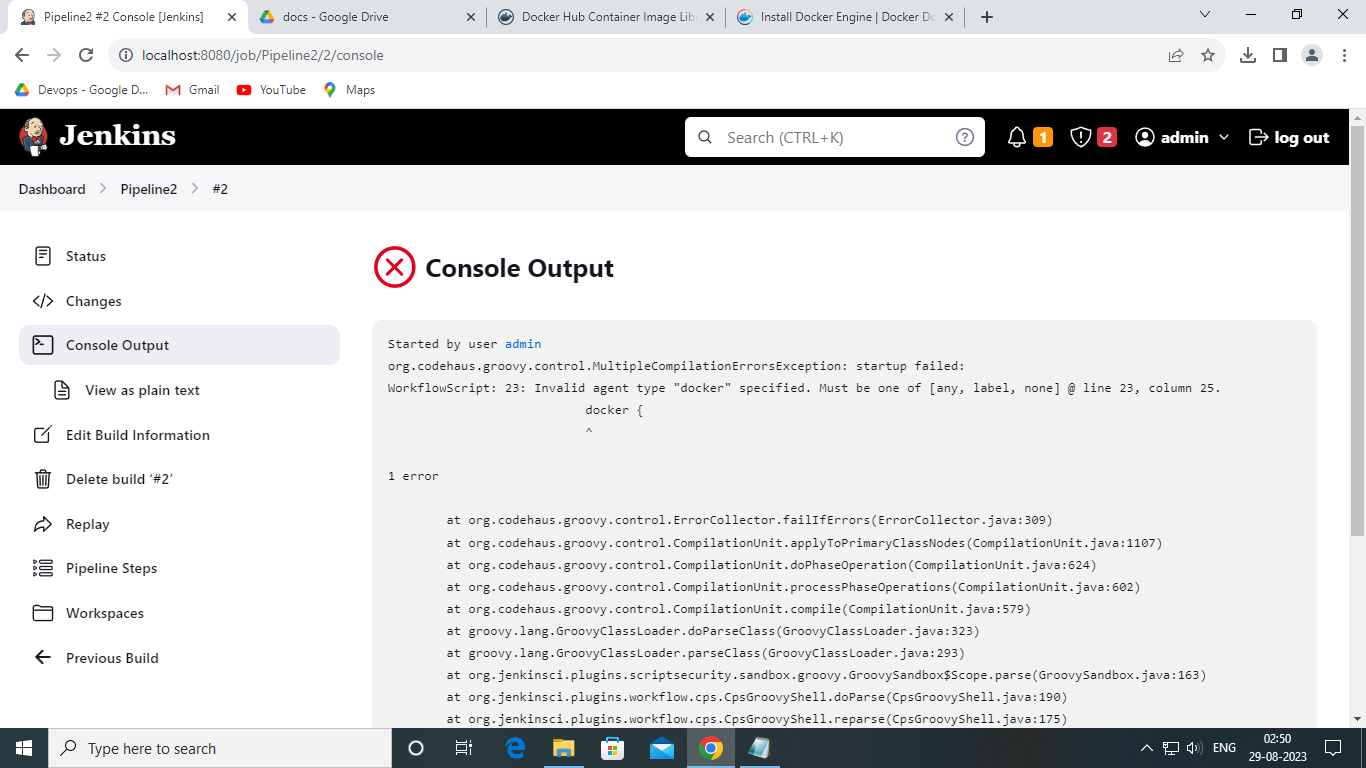 Pipeline2 #2 Console [Jenkins]
docs - Google Drive
Docker Hub Container Image Lib
Install Docker Engine | Docker Do
localhost:8080/job/Pipeline2/2/console
Devops - Google D...
Gmail
YouTube
Maps
Jenkins
Search (CTRL+K)
?
1
2
admin
log out
Dashboard
Pipeline2
#2
Status
Changes
Console Output
View as plain text
Edit Build Information
Delete build ‘#2’
Replay
Pipeline Steps
Workspaces
Previous Build
Console Output
Started by user admin
org.codehaus.groovy.control.MultipleCompilationErrorsException: startup failed:
WorkflowScript: 23: Invalid agent type "docker" specified. Must be one of [any, label, none] @ line 23, column 25.
docker {
^
1 error
at org.codehaus.groovy.control.ErrorCollector.failIfErrors(ErrorCollector.java:309)
at org.codehaus.groovy.control.CompilationUnit.applyToPrimaryClassNodes(CompilationUnit.java:1107)
at org.codehaus.groovy.control.CompilationUnit.doPhaseOperation(CompilationUnit.java:624)
at org.codehaus.groovy.control.CompilationUnit.processPhaseOperations(CompilationUnit.java:602)
at org.codehaus.groovy.control.CompilationUnit.compile(CompilationUnit.java:579)
at groovy.lang.GroovyClassLoader.doParseClass(GroovyClassLoader.java:323)
at groovy.lang.GroovyClassLoader.parseClass(GroovyClassLoader.java:293)
at org.jenkinsci.plugins.scriptsecurity.sandbox.groovy.GroovySandbox$Scope.parse(GroovySandbox.java:163)
at org.jenkinsci.plugins.workflow.cps.CpsGroovyShell.doParse(CpsGroovyShell.java:190)
at org.jenkinsci.plugins.workflow.cps.CpsGroovyShell.reparse(CpsGroovyShell.java:175)
Type here to search
ENG
02:50
29-08-2023